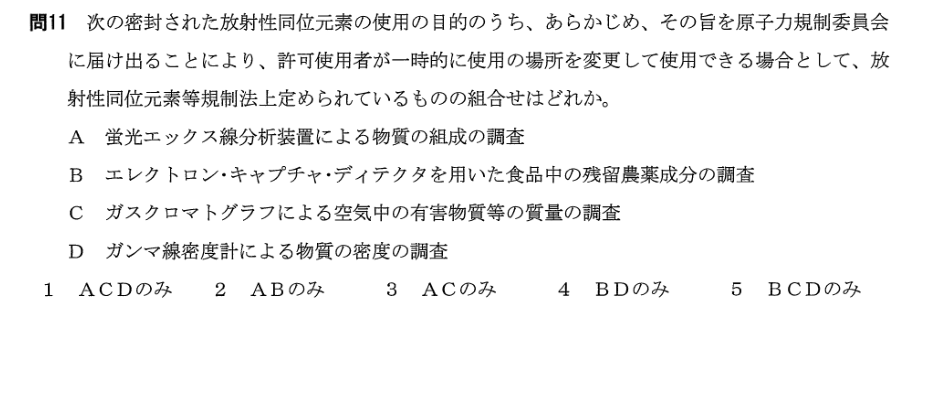 問11　次の密封された放射性同位元素の使用の目的のうち、あらかじめ、その旨を原子力規制委員会
に届け出ることにより、許可使用者が一時的に使用の場所を変更して使用できる場合として、放
射性同位元素等規制法上定められているものの組合せはどれか。
A　蛍光エックス線分析装置による物質の組成の調査
B　エレクトロン・キャプチャ・ディテクタを用いた食品中の残留農薬成分の調査
C　ガスクロマトグラフによる空気中の有害物質等の質量の調査
D　ガンマ線密度計による物質の密度の調査
1　ACDのみ　2　ABのみ　3　ACのみ　4　BDのみ　5　BCDのみ